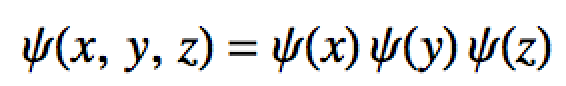 ψ(x, y, z) = ψ(x) ψ(y) ψ(z)